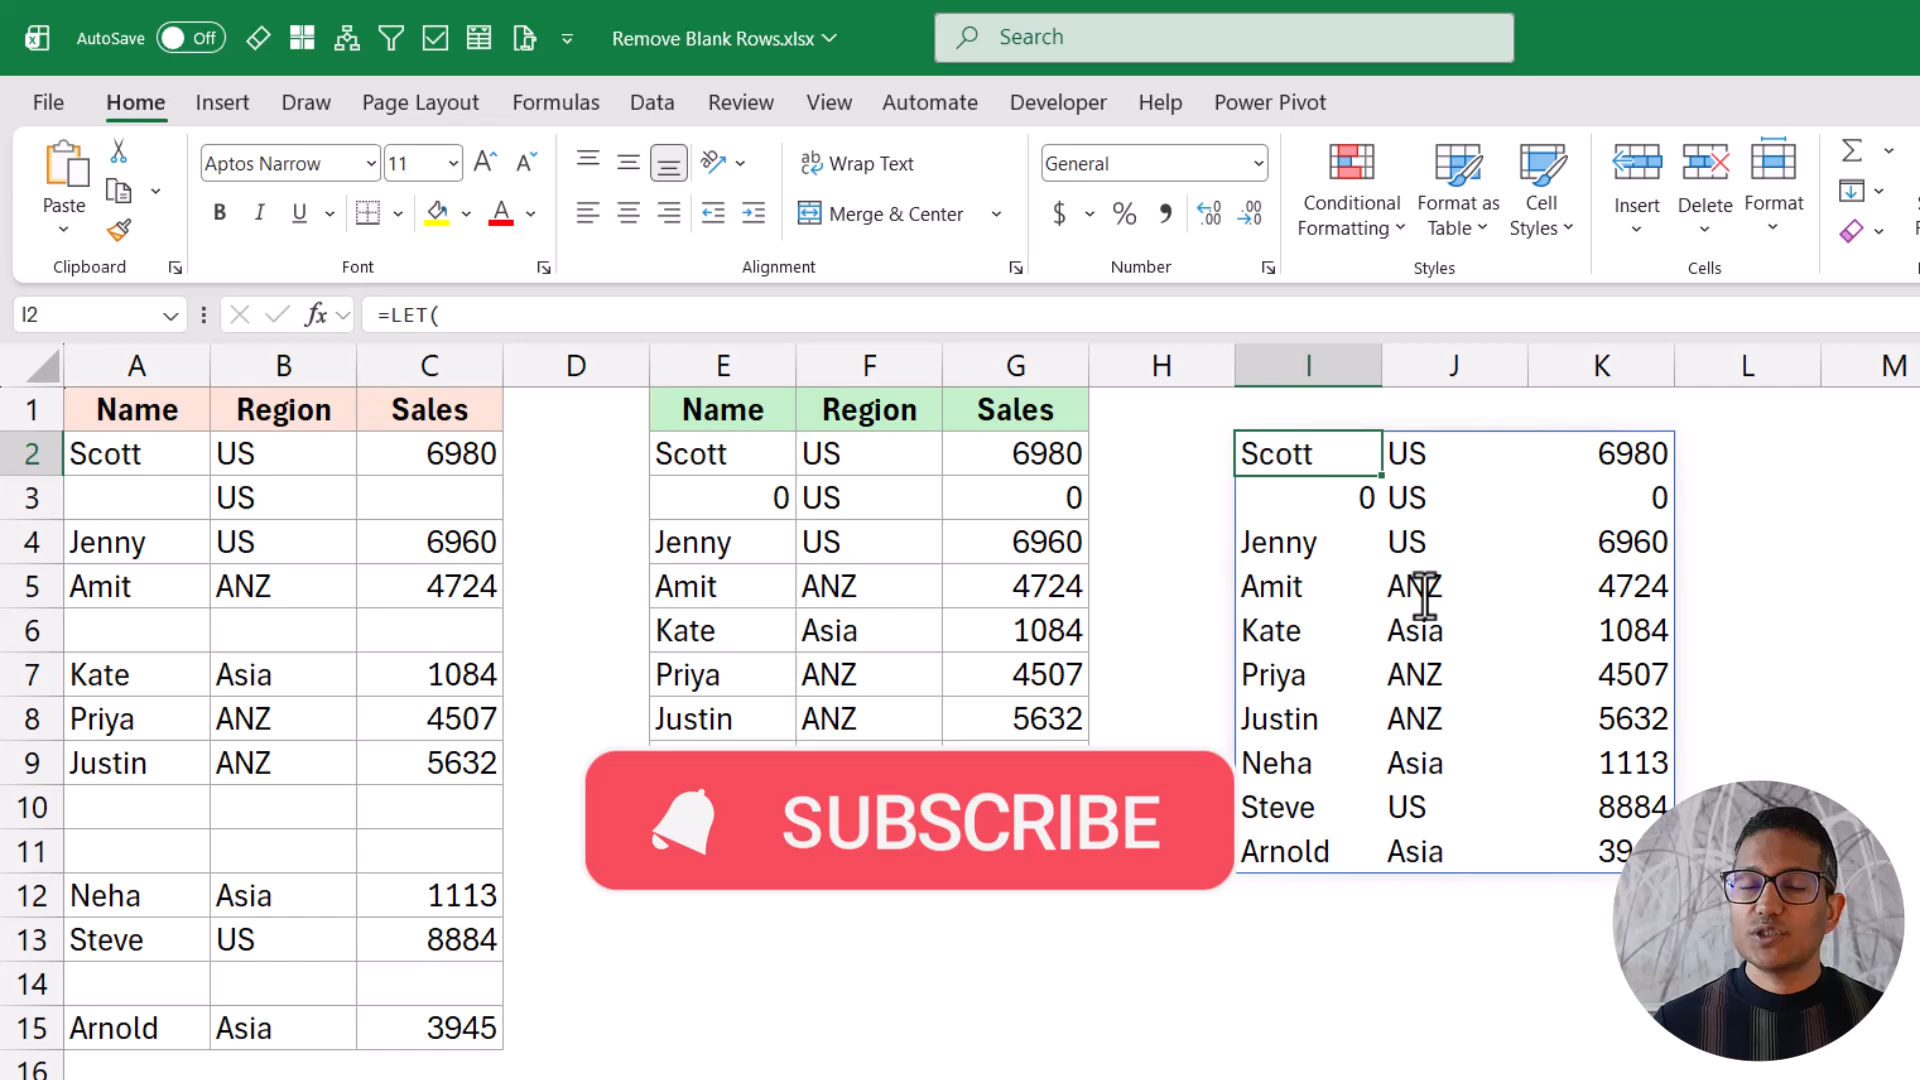 AutoSave Off Remove Blank Rows.xlsx Search
File Home Insert Draw Page Layout Formulas Data Review View Automate Developer Help Power Pivot
Paste
Clipboard
Aptos Narrow 11
B I U
Font
Wrap Text
Merge & Center
Alignment
General
$ % 
Number
Conditional Formatting
Format as Table
Cell Styles
Styles
Insert Delete Format
Cells
I2 fx =LET(
A B C D E F G H I J K L M
1 Name Region Sales Name Region Sales
2 Scott US 6980 Scott US 6980 Scott US 6980
3 US 0 US 0 0 US 0
4 Jenny US 6960 Jenny US 6960 Jenny US 6960
5 Amit ANZ 4724 Amit ANZ 4724 Amit ANZ 4724
6 Kate Asia 1084 Kate Asia 1084
7 Kate Asia 1084 Priya ANZ 4507 Priya ANZ 4507
8 Priya ANZ 4507 Justin ANZ 5632 Justin ANZ 5632
9 Justin ANZ 5632 Neha Asia 1113
10 Steve US 8884
11 Arnold Asia
SUBSCRIBE
12 Neha Asia 1113
13 Steve US 8884
14
15 Arnold Asia 3945
16